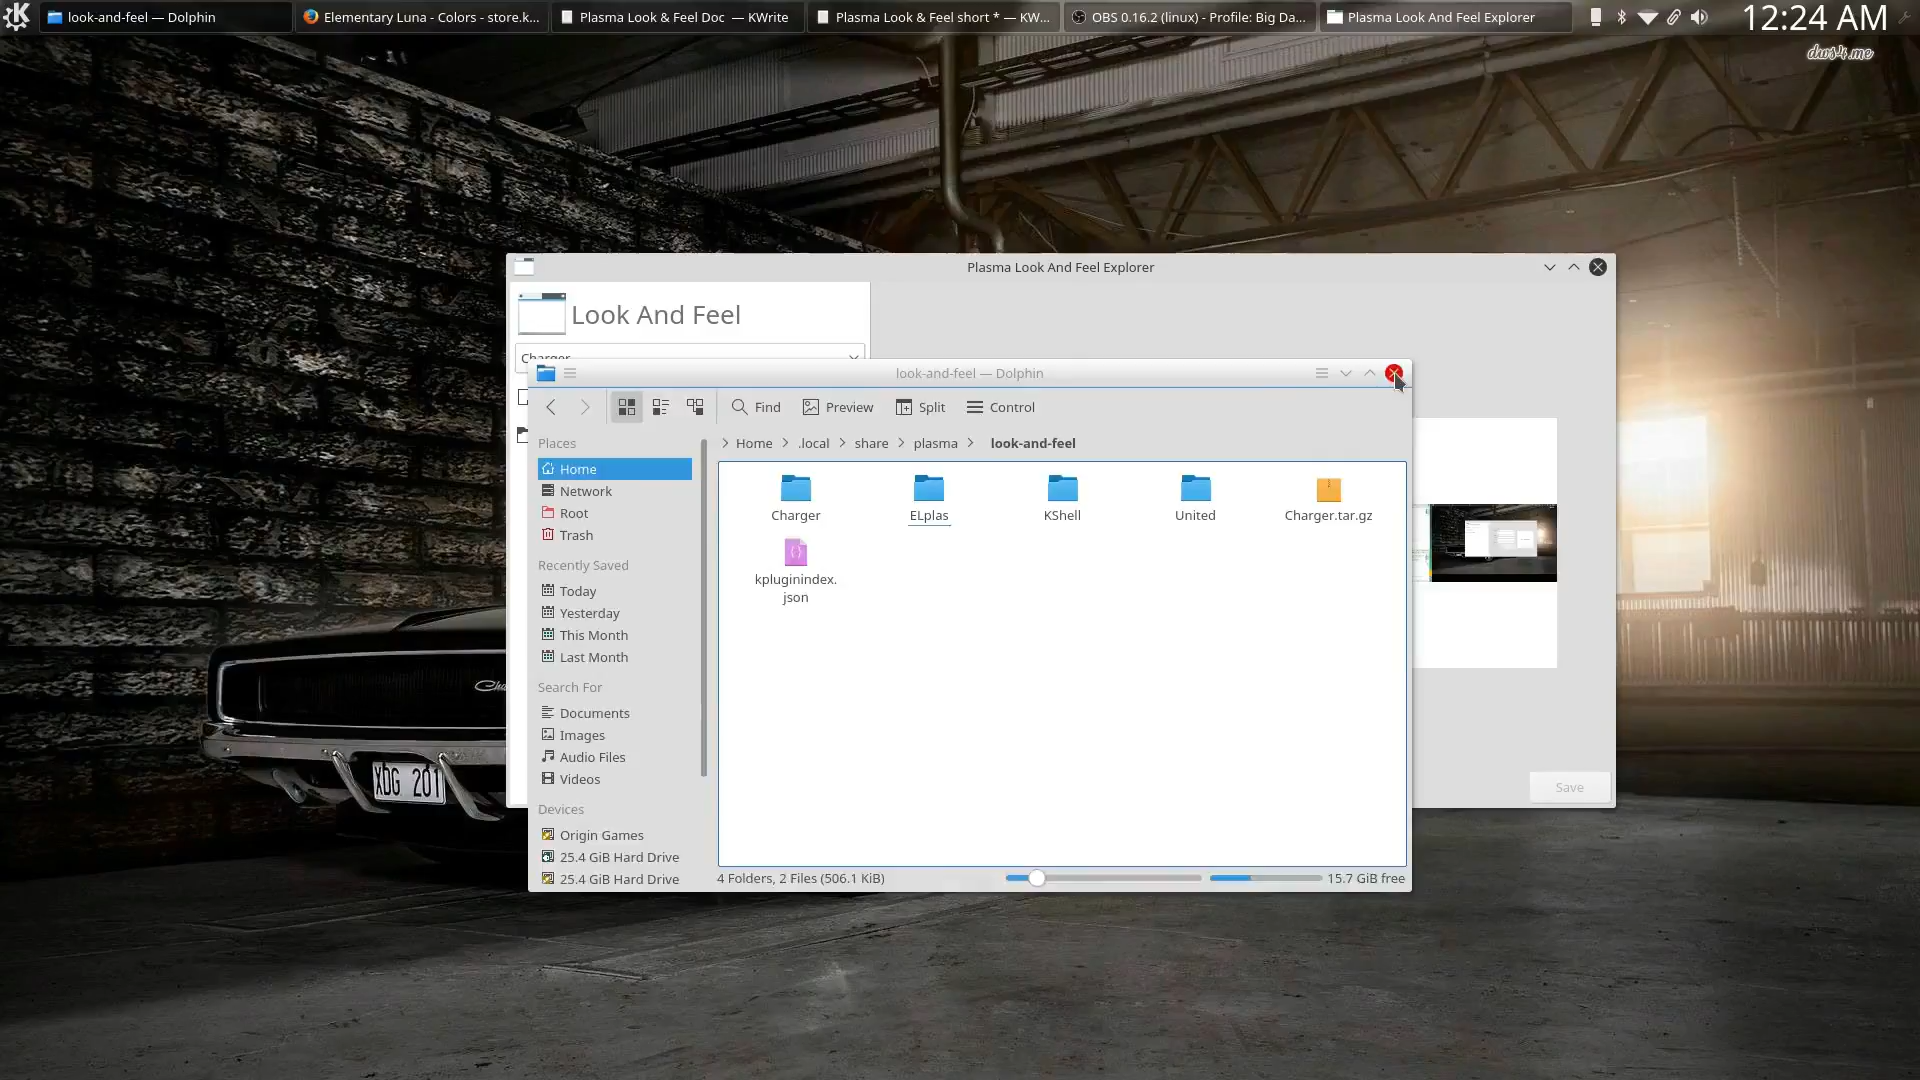 look-and-feel — Dolphin
Elementary Luna - Colors - store.k...
Plasma Look & Feel Doc — KWrite
Plasma Look & Feel short * — KW...
OBS 0.16.2 (linux) - Profile: Big Da...
Plasma Look And Feel Explorer
12:24 AM
dws4.me
Plasma Look And Feel Explorer
Look And Feel
Charger
look-and-feel — Dolphin
Find
Preview
Split
Control
Places
Home
Network
Root
Trash
Recently Saved
Today
Yesterday
This Month
Last Month
Search For
Documents
Images
Audio Files
Videos
Devices
Origin Games
25.4 GiB Hard Drive
25.4 GiB Hard Drive
> Home > .local > share > plasma > look-and-feel
Charger
ELplas
KShell
United
Charger.tar.gz
kpluginindex.
json
4 Folders, 2 Files (506.1 KiB)
15.7 GiB free
Save
XDG 201